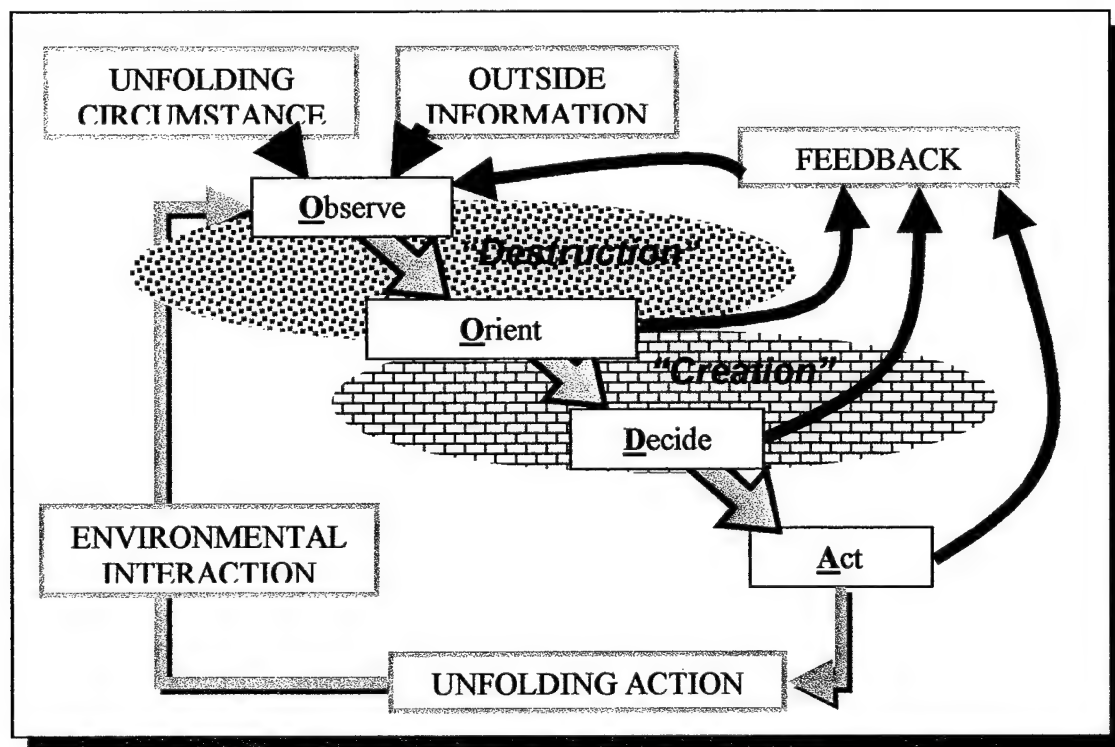 UNFOLDING
CIRCUMSTANCE
OUTSIDE
INFORMATION
FEEDBACK
Observe
"Destruction"
Orient
"Creation"
Decide
ENVIRONMENTAL
INTERACTION
Act
UNFOLDING ACTION